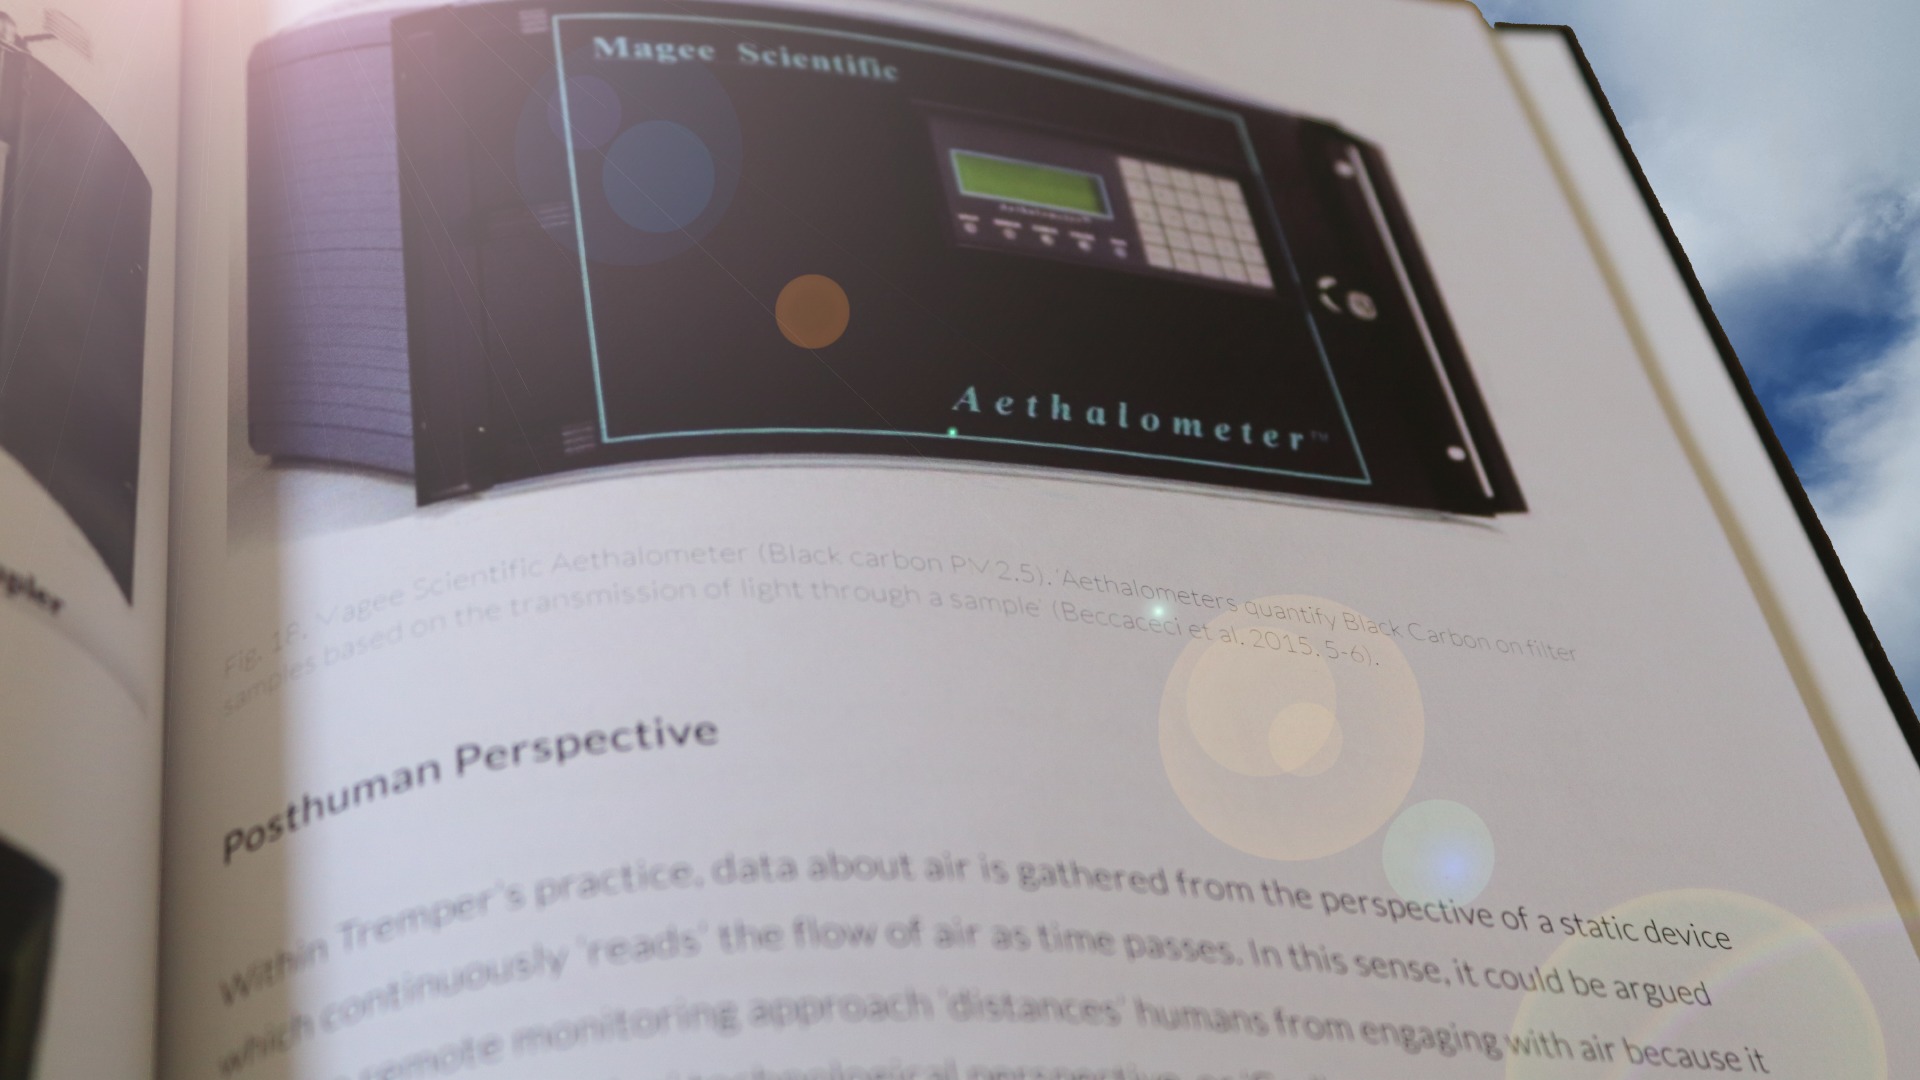 Magee Scientific
Aethalometer
Aethalometer™
Fig. 18. Magee Scientific Aethalometer (Black carbon PM 2.5). 'Aethalometers quantify Black Carbon on filter
samples based on the transmission of light through a sample' (Beccaceci et al. 2015. 5-6).
Posthuman Perspective
Within Tremper's practice, data about air is gathered from the perspective of a static device
which continuously 'reads' the flow of air as time passes. In this sense, it could be argued
remote monitoring approach 'distances' humans from engaging with air because it
technological perspective